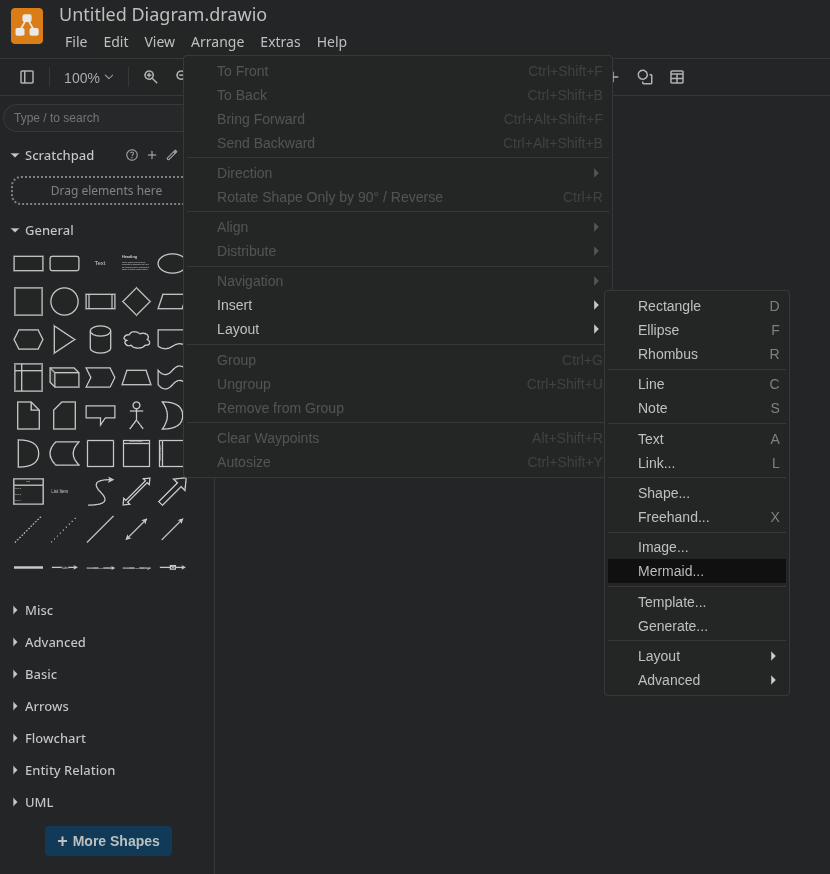 Untitled Diagram.drawio
File Edit View Arrange Extras Help
100%
Type / to search
Scratchpad
Drag elements here
General
Text
Heading
List Item
Misc
Advanced
Basic
Arrows
Flowchart
Entity Relation
UML
+ More Shapes
To Front Ctrl+Shift+F
To Back Ctrl+Shift+B
Bring Forward Ctrl+Alt+Shift+F
Send Backward Ctrl+Alt+Shift+B
Direction
Rotate Shape Only by 90° / Reverse Ctrl+R
Align
Distribute
Navigation
Insert
Layout
Group Ctrl+G
Ungroup Ctrl+Shift+U
Remove from Group
Clear Waypoints Alt+Shift+R
Autosize Ctrl+Shift+Y
Rectangle D
Ellipse F
Rhombus R
Line C
Note S
Text A
Link... L
Shape...
Freehand... X
Image...
Mermaid...
Template...
Generate...
Layout
Advanced